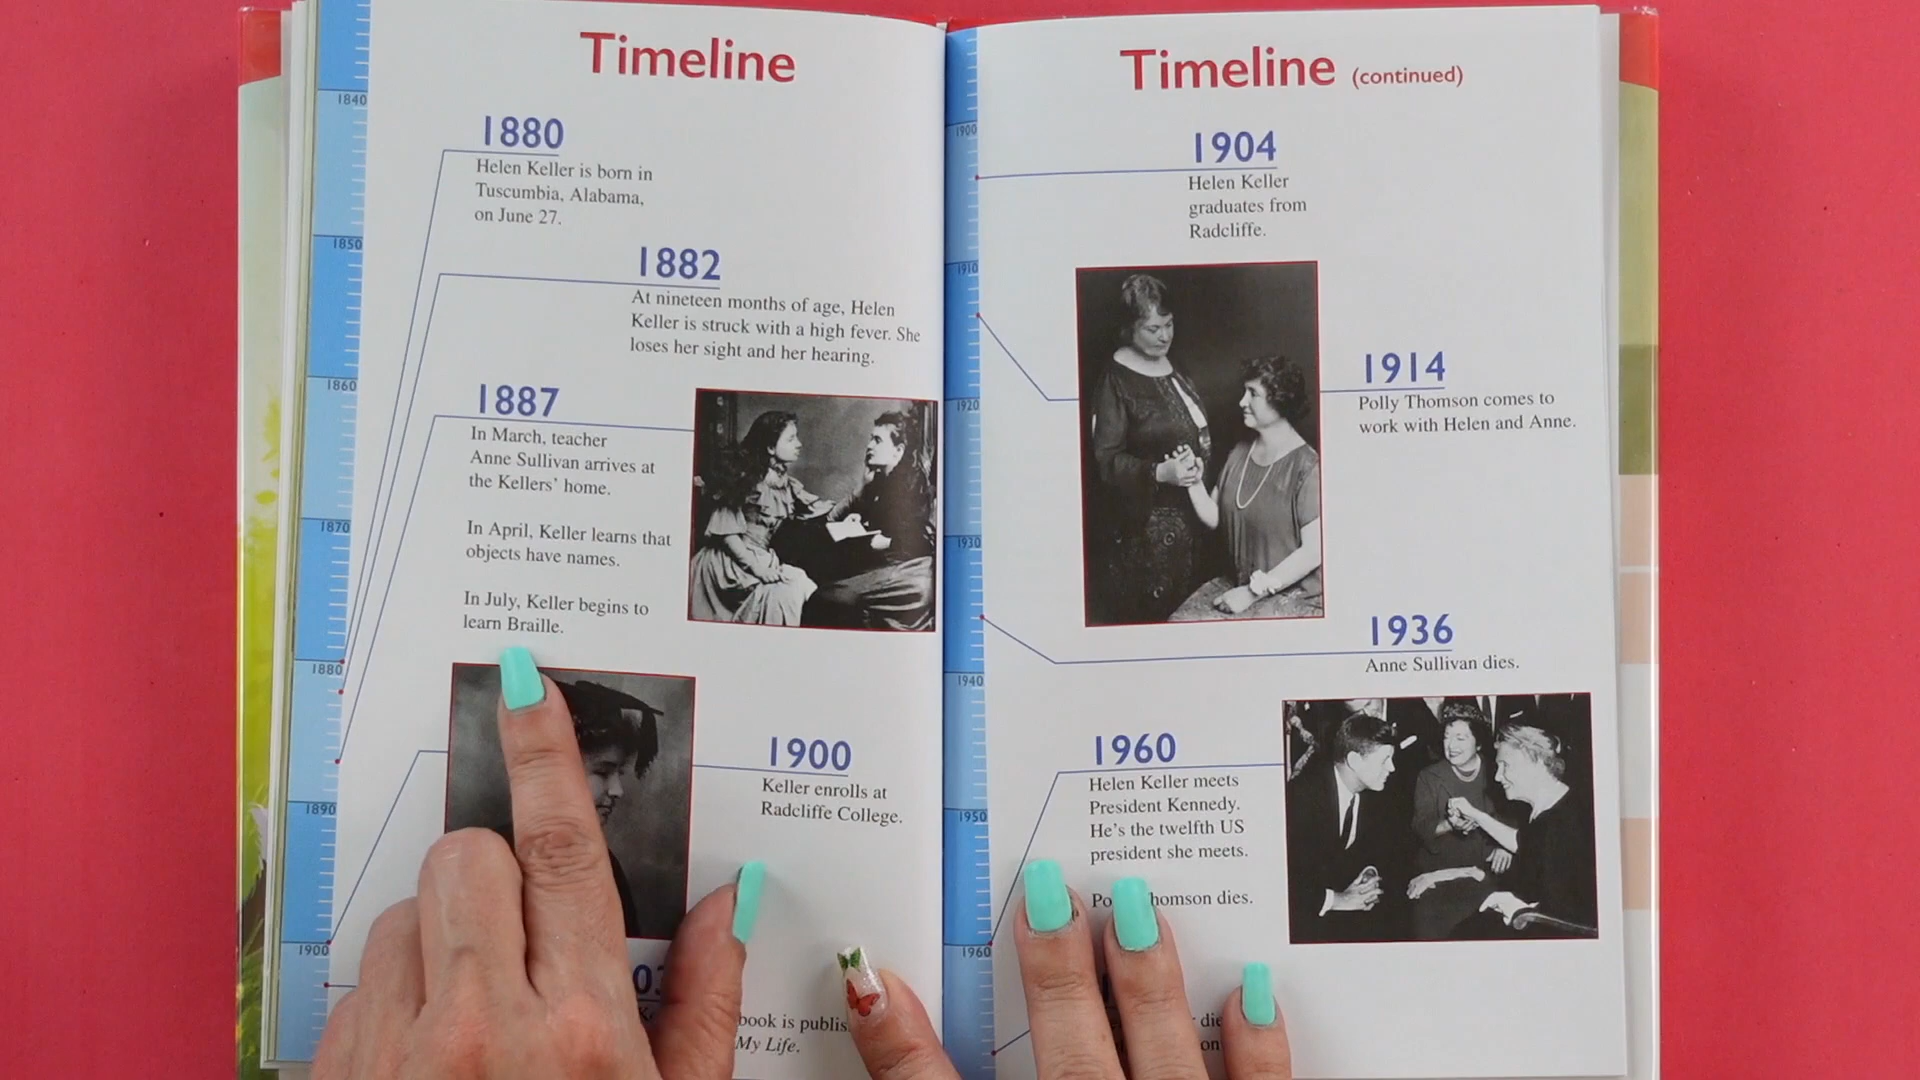 Timeline
1840
1850
1860
1870
1880
1890
1900
1880
Helen Keller is born in
Tuscumbia, Alabama,
on June 27.
1882
At nineteen months of age, Helen
Keller is struck with a high fever. She
loses her sight and her hearing.
1887
In March, teacher
Anne Sullivan arrives at
the Kellers' home.
In April, Keller learns that
objects have names.
In July, Keller begins to
learn Braille.
1900
Keller enrolls at
Radcliffe College.
book is
My Life.
Timeline (continued)
1900
1910
1920
1930
1940
1950
1960
1904
Helen Keller
graduates from
Radcliffe.
1914
Polly Thomson comes to
work with Helen and Anne.
1936
Anne Sullivan dies.
1960
Helen Keller meets
President Kennedy.
He's the twelfth US
president she meets.
dies.